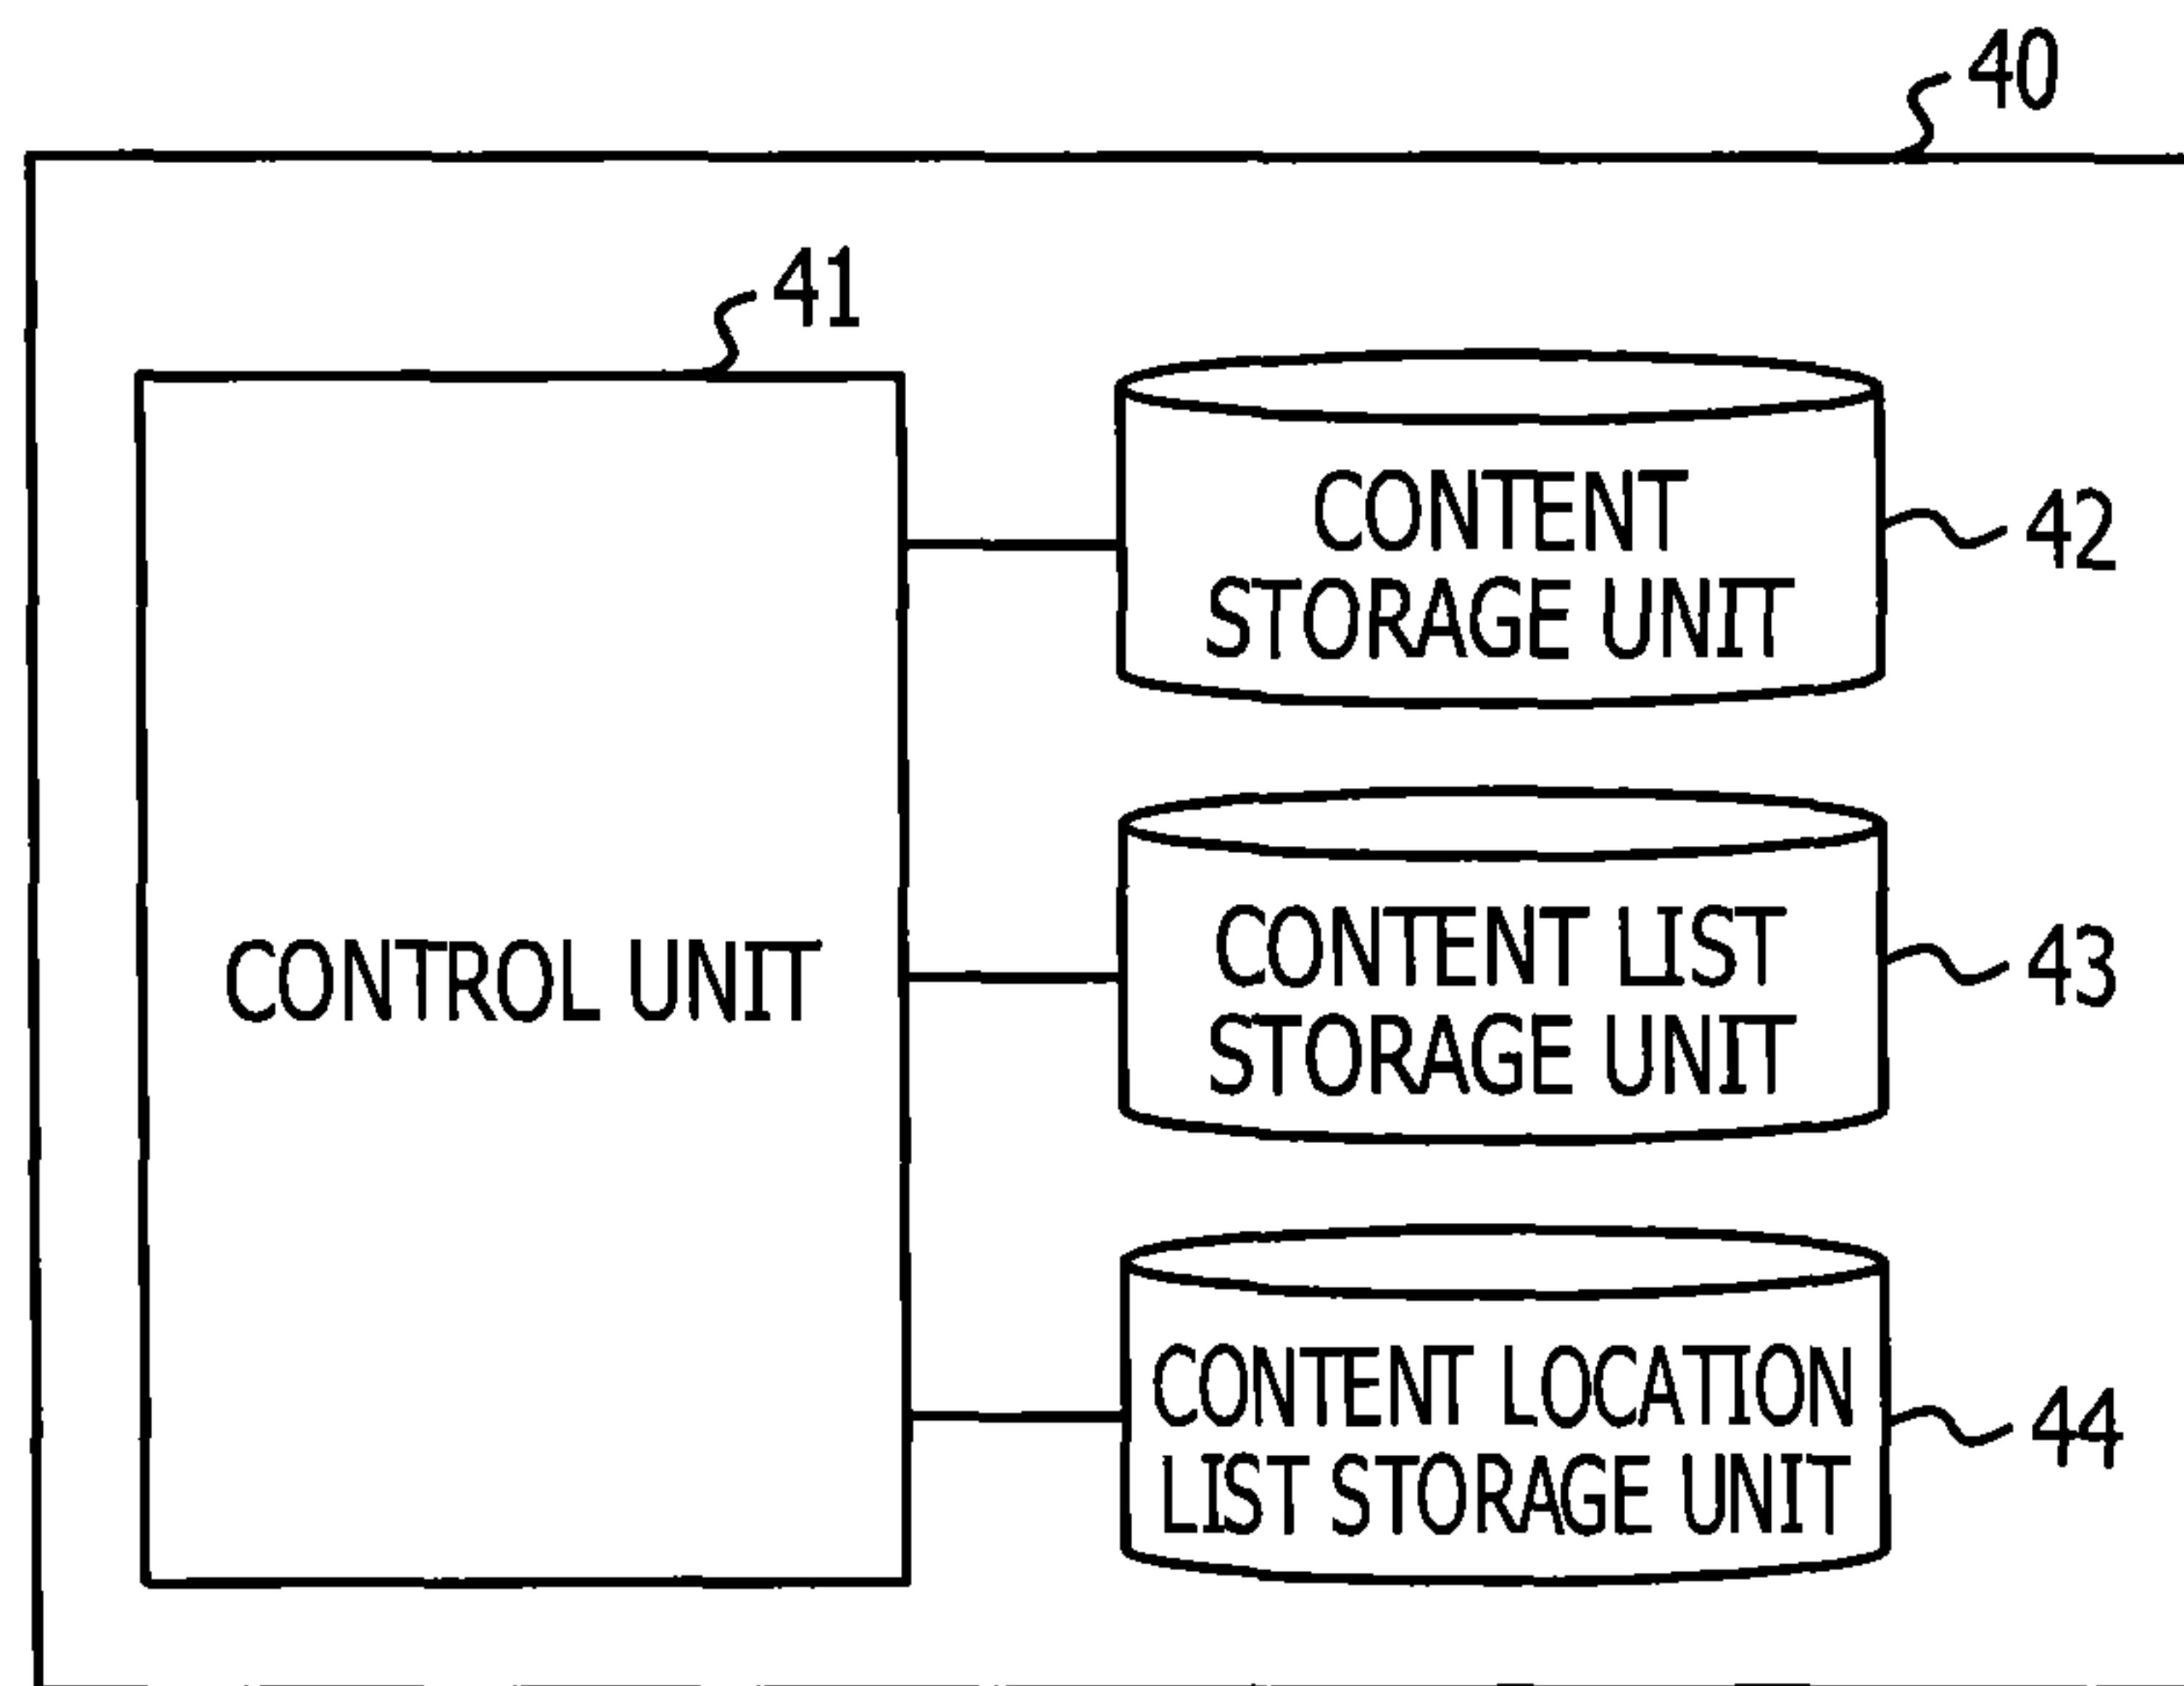 40
41
CONTENT
STORAGE UNIT
42
CONTROL UNIT
CONTENT LIST
STORAGE UNIT
43
CONTENT LOCATION
LIST STORAGE UNIT
44